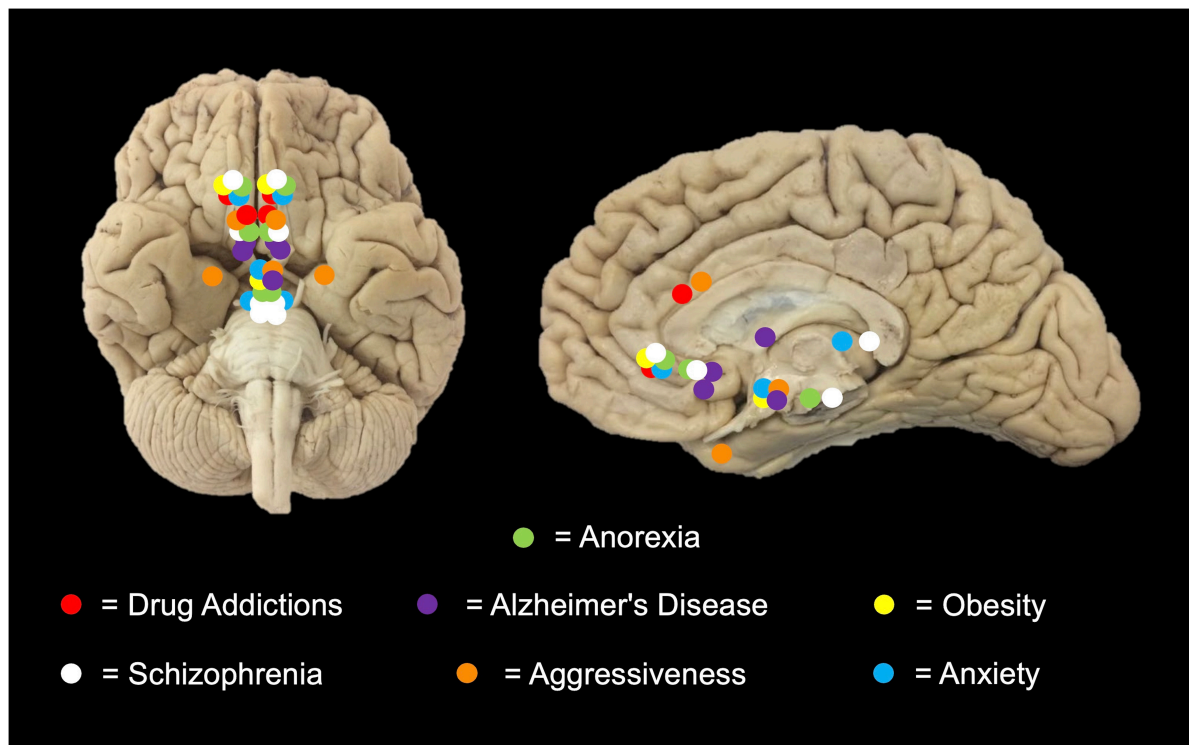 = Anorexia
= Drug Addictions = Alzheimer's Disease = Obesity
= Schizophrenia = Aggressiveness = Anxiety